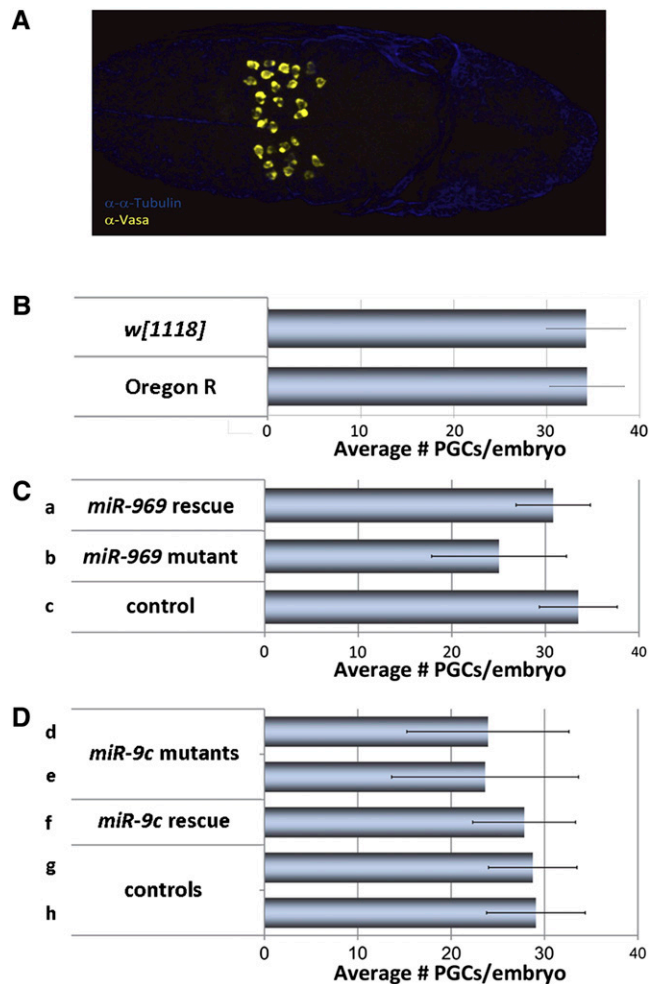 A
α-α-Tubulin
α-Vasa
B
w[1118]
Oregon R
0 10 20 30 40
Average # PGCs/embryo
C
a miR-969 rescue
b miR-969 mutant
c control
0 10 20 30 40
Average # PGCs/embryo
D
d
miR-9c mutants
e
f miR-9c rescue
g
controls
h
0 10 20 30 40
Average # PGCs/embryo